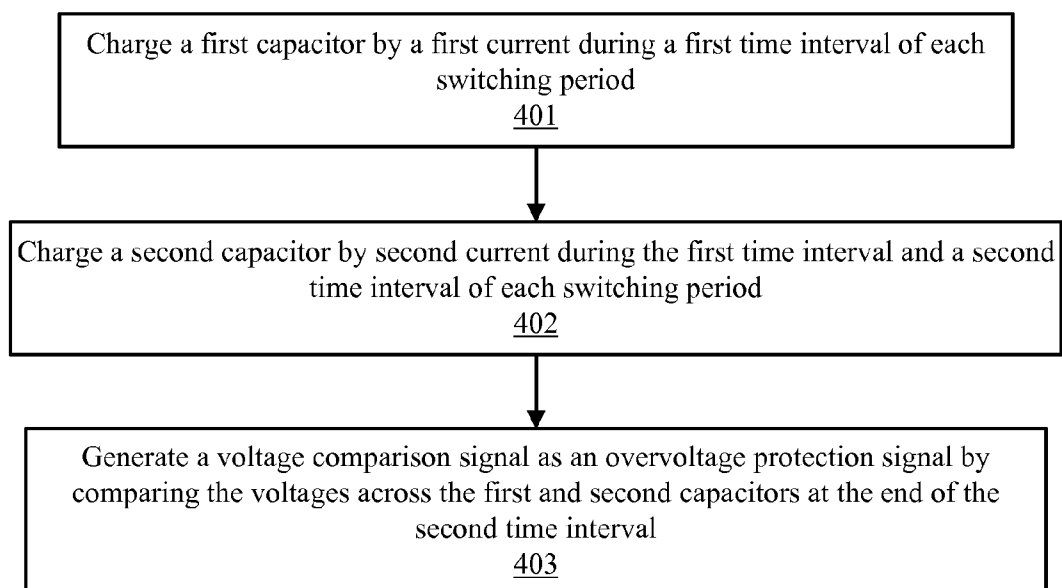 Charge a first capacitor by a first current during a first time interval of each
switching period
401
Charge a second capacitor by second current during the first time interval and a second
time interval of each switching period
402
Generate a voltage comparison signal as an overvoltage protection signal by
comparing the voltages across the first and second capacitors at the end of the
second time interval
403